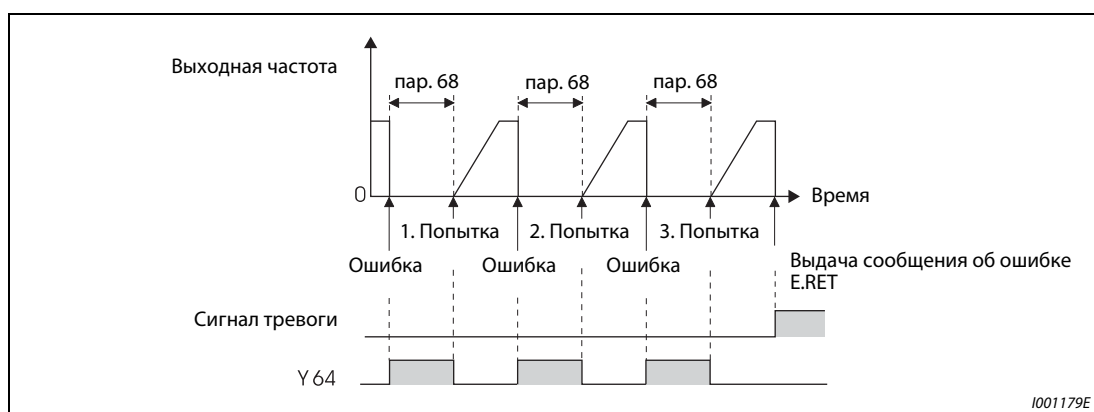 Выходная частота
пар. 68 пар. 68 пар. 68
0
Время
1. Попытка 2. Попытка 3. Попытка
Ошибка Ошибка Ошибка
Выдача сообщения об ошибке
E.RET
Сигнал тревоги
Y 64
I001179E